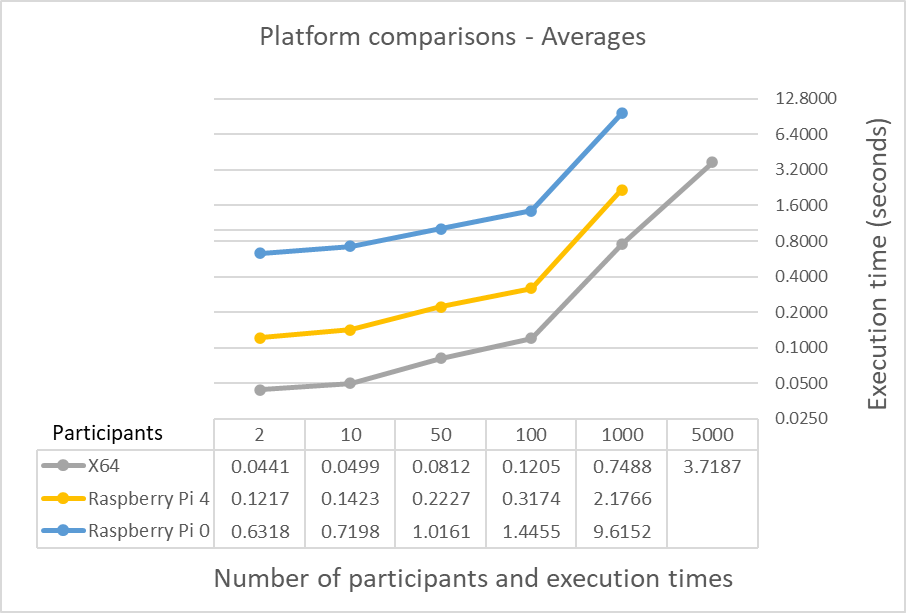 Platform comparisons - Averages
12.8000
6.4000
3.2000
1.6000
0.8000
0.4000
0.2000
0.1000
0.0500
0.0250
Execution time (seconds)
Participants 2 10 50 100 1000 5000
X64 0.0441 0.0499 0.0812 0.1205 0.7488 3.7187
Raspberry Pi 4 0.1217 0.1423 0.2227 0.3174 2.1766
Raspberry Pi 0 0.6318 0.7198 1.0161 1.4455 9.6152
Number of participants and execution times